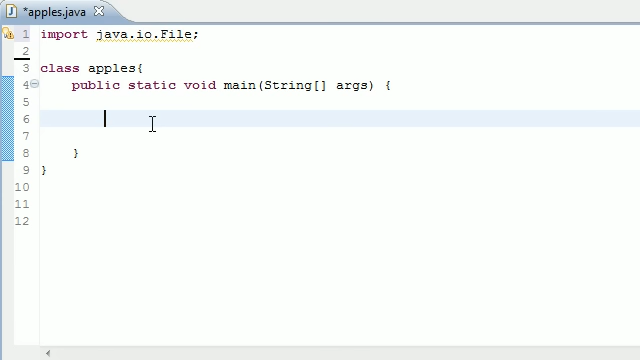 *apples.java
1 import java.io.File;
2
3 class apples{
4 public static void main(String[] args) {
5
6
7
8 }
9 }
10
11
12